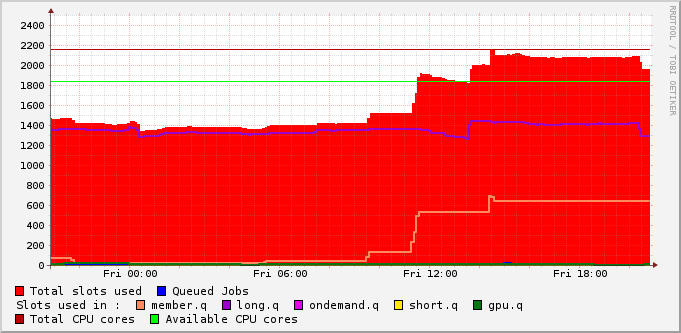 RRDTOOL / TOBI OETIKER
2400
2200
2000
1800
1600
1400
1200
1000
800
600
400
200
0
Fri 00:00 Fri 06:00 Fri 12:00 Fri 18:00
Total slots used Queued Jobs
Slots used in : member.q long.q ondemand.q short.q gpu.q
Total CPU cores Available CPU cores